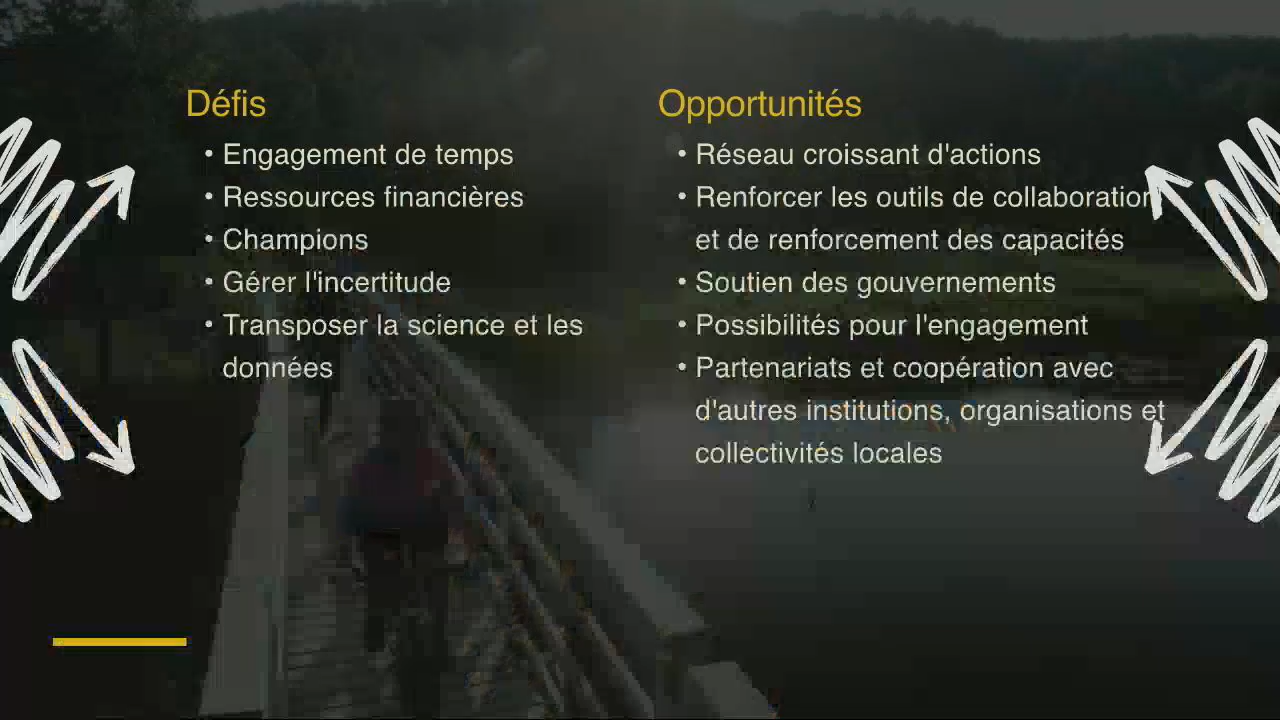 Défis
• Engagement de temps
• Ressources financières
• Champions
• Gérer l'incertitude
• Transposer la science et les
données
Opportunités
• Réseau croissant d'actions
• Renforcer les outils de collaboration
et de renforcement des capacités
• Soutien des gouvernements
• Possibilités pour l'engagement
• Partenariats et coopération avec
d'autres institutions, organisations et
collectivités locales